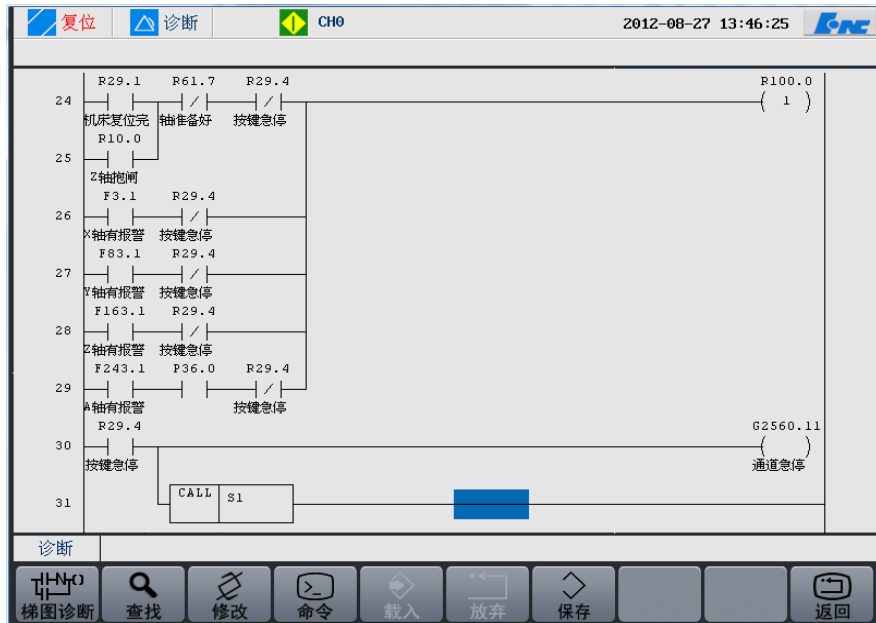 复位 诊断 CH0 2012-08-27 13:46:25 HNC
R29.1 R61.7 R29.4 R100.0
24 ( 1 )
机床复位完 轴准备好 按键急停
R10.0
25
Z轴抱闸
F3.1 R29.4
26
X轴有报警 按键急停
F83.1 R29.4
27
Y轴有报警 按键急停
F163.1 R29.4
28
Z轴有报警 按键急停
F243.1 P36.0 R29.4
29
A轴有报警 按键急停
R29.4 G2560.11
30 ( )
按键急停 通道急停
CALL S1
31
诊断
梯图诊断 查找 修改 命令 载入 放弃 保存 返回